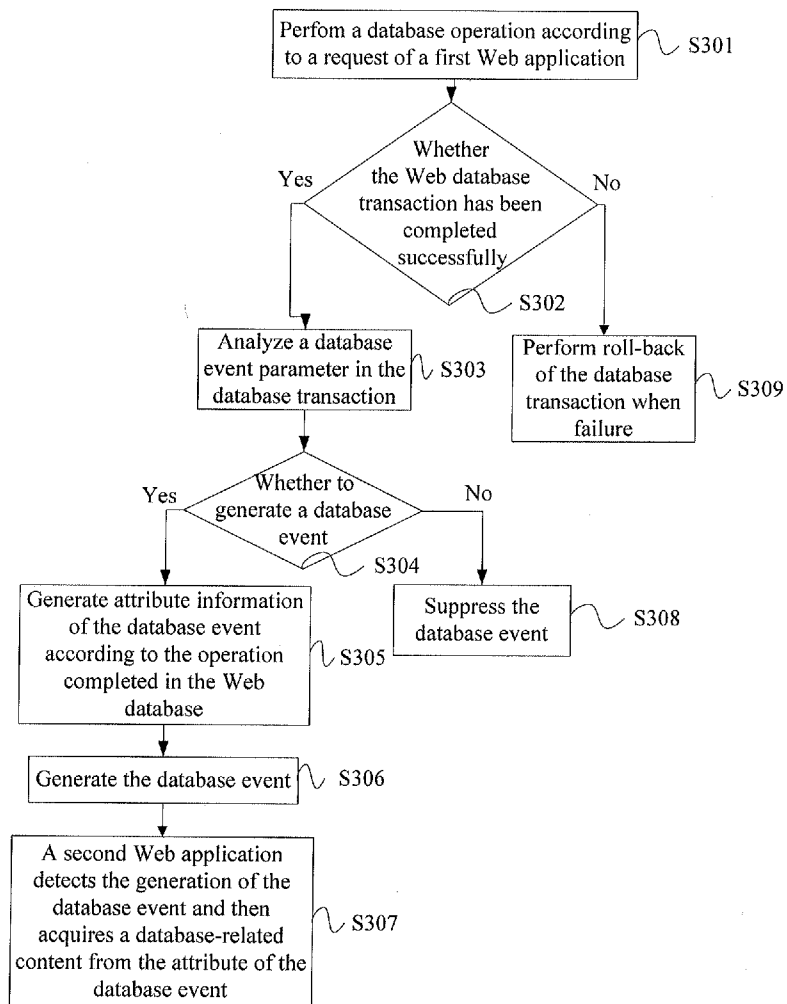 Perfom a database operation according
to a request of a first Web application
S301
Whether
the Web database
transaction has been
completed
successfully
Yes
No
S302
Analyze a database
event parameter in the
database transaction
S303
Perform roll-back
of the database
transaction when
failure
S309
Whether to
generate a database
event
Yes
No
S304
Generate attribute information
of the database event
according to the operation
completed in the Web
database
S305
Suppress the
database event
S308
Generate the database event
S306
A second Web application
detects the generation of the
database event and then
acquires a database-related
content from the attribute of the
database event
S307